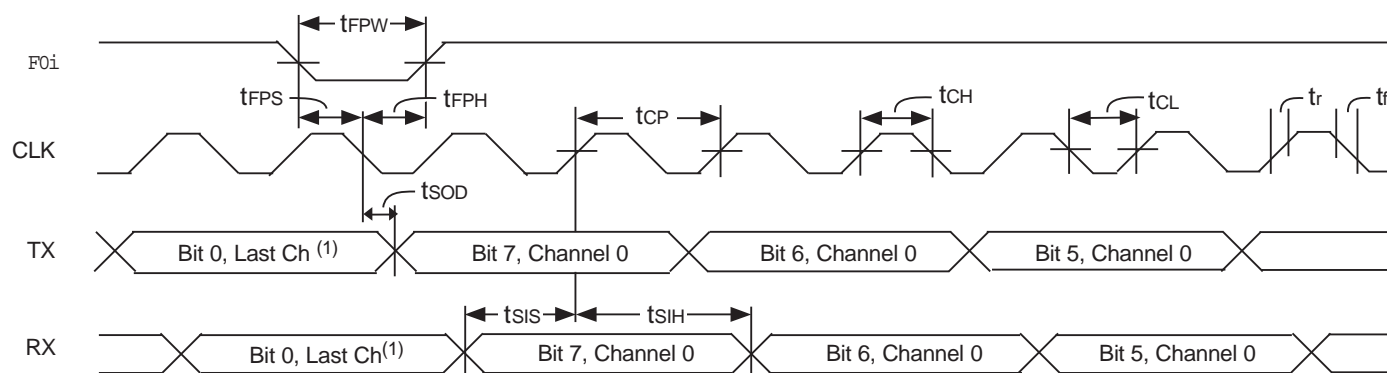 tFPW
F0i
tFPS
tFPH
tCP
tCH
tCL
tr
tf
CLK
tSOD
TX
Bit 0, Last Ch (1)
Bit 7, Channel 0
Bit 6, Channel 0
Bit 5, Channel 0
tSIS
tSIH
RX
Bit 0, Last Ch(1)
Bit 7, Channel 0
Bit 6, Channel 0
Bit 5, Channel 0